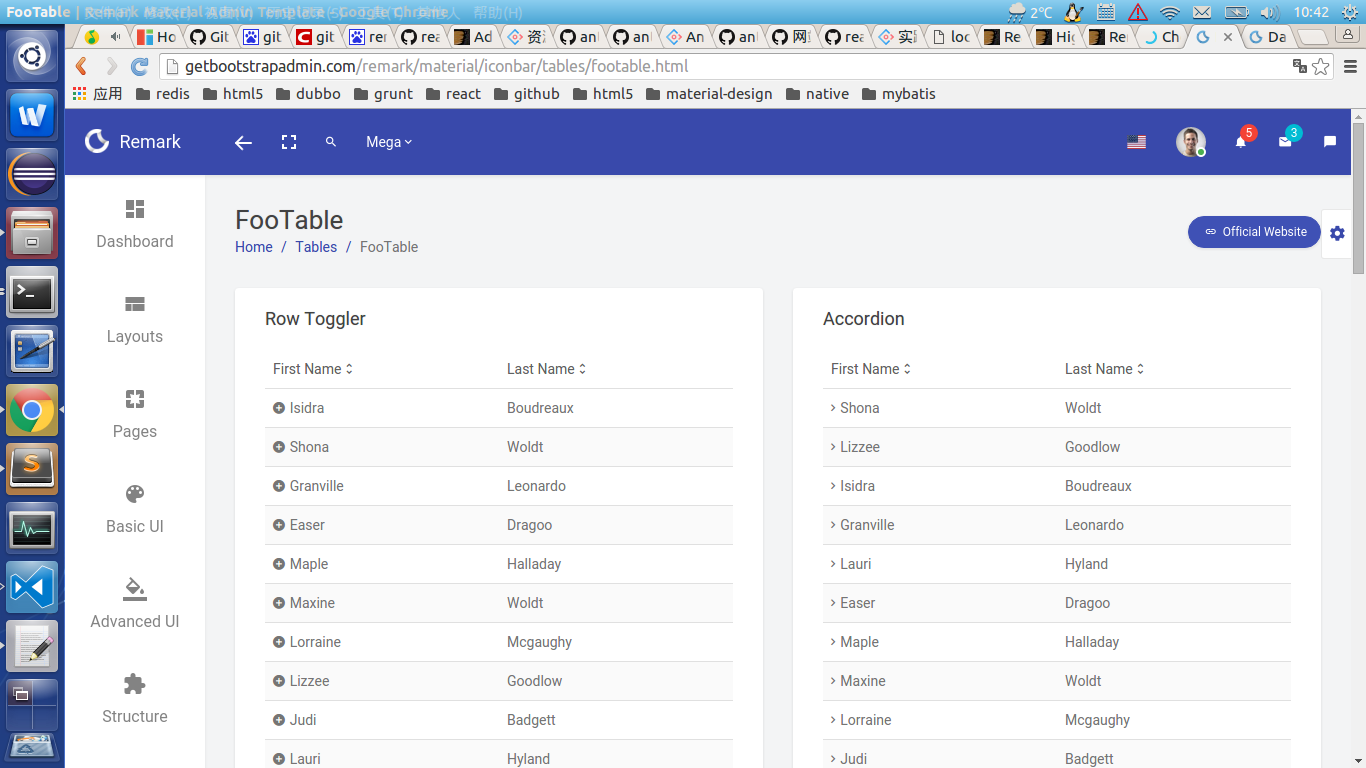 FooTable | Remark Material Admin Template - Google Chrome
帮助(H)
2°C
10:42
Ho
Git
git
git
rer
rea
Ad
资
an
an
An
an
网
rea
实
loc
Re
Hi
Re
Ch
Da
getbootstrapadmin.com/remark/material/iconbar/tables/footable.html
应用 redis html5 dubbo grunt react github html5 material-design native mybatis
Remark Mega 5 3
Dashboard
Layouts
Pages
Basic UI
Advanced UI
Structure
FooTable
Home / Tables / FooTable
Official Website
Row Toggler
First Name Last Name
Isidra Boudreaux
Shona Woldt
Granville Leonardo
Easer Dragoo
Maple Halladay
Maxine Woldt
Lorraine Mcgaughy
Lizzee Goodlow
Judi Badgett
Lauri Hyland
Accordion
First Name Last Name
Shona Woldt
Lizzee Goodlow
Isidra Boudreaux
Granville Leonardo
Lauri Hyland
Easer Dragoo
Maple Halladay
Maxine Woldt
Lorraine Mcgaughy
Judi Badgett